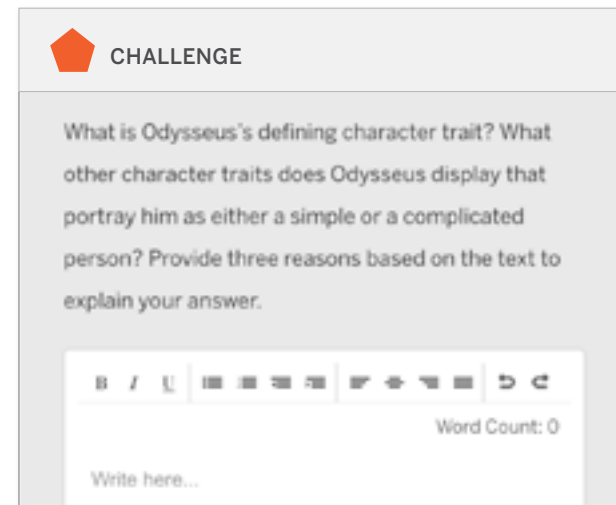 CHALLENGE
What is Odysseus's defining character trait? What
other character traits does Odysseus display that
portray him as either a simple or a complicated
person? Provide three reasons based on the text to
explain your answer.
B I U
Word Count: 0
Write here...